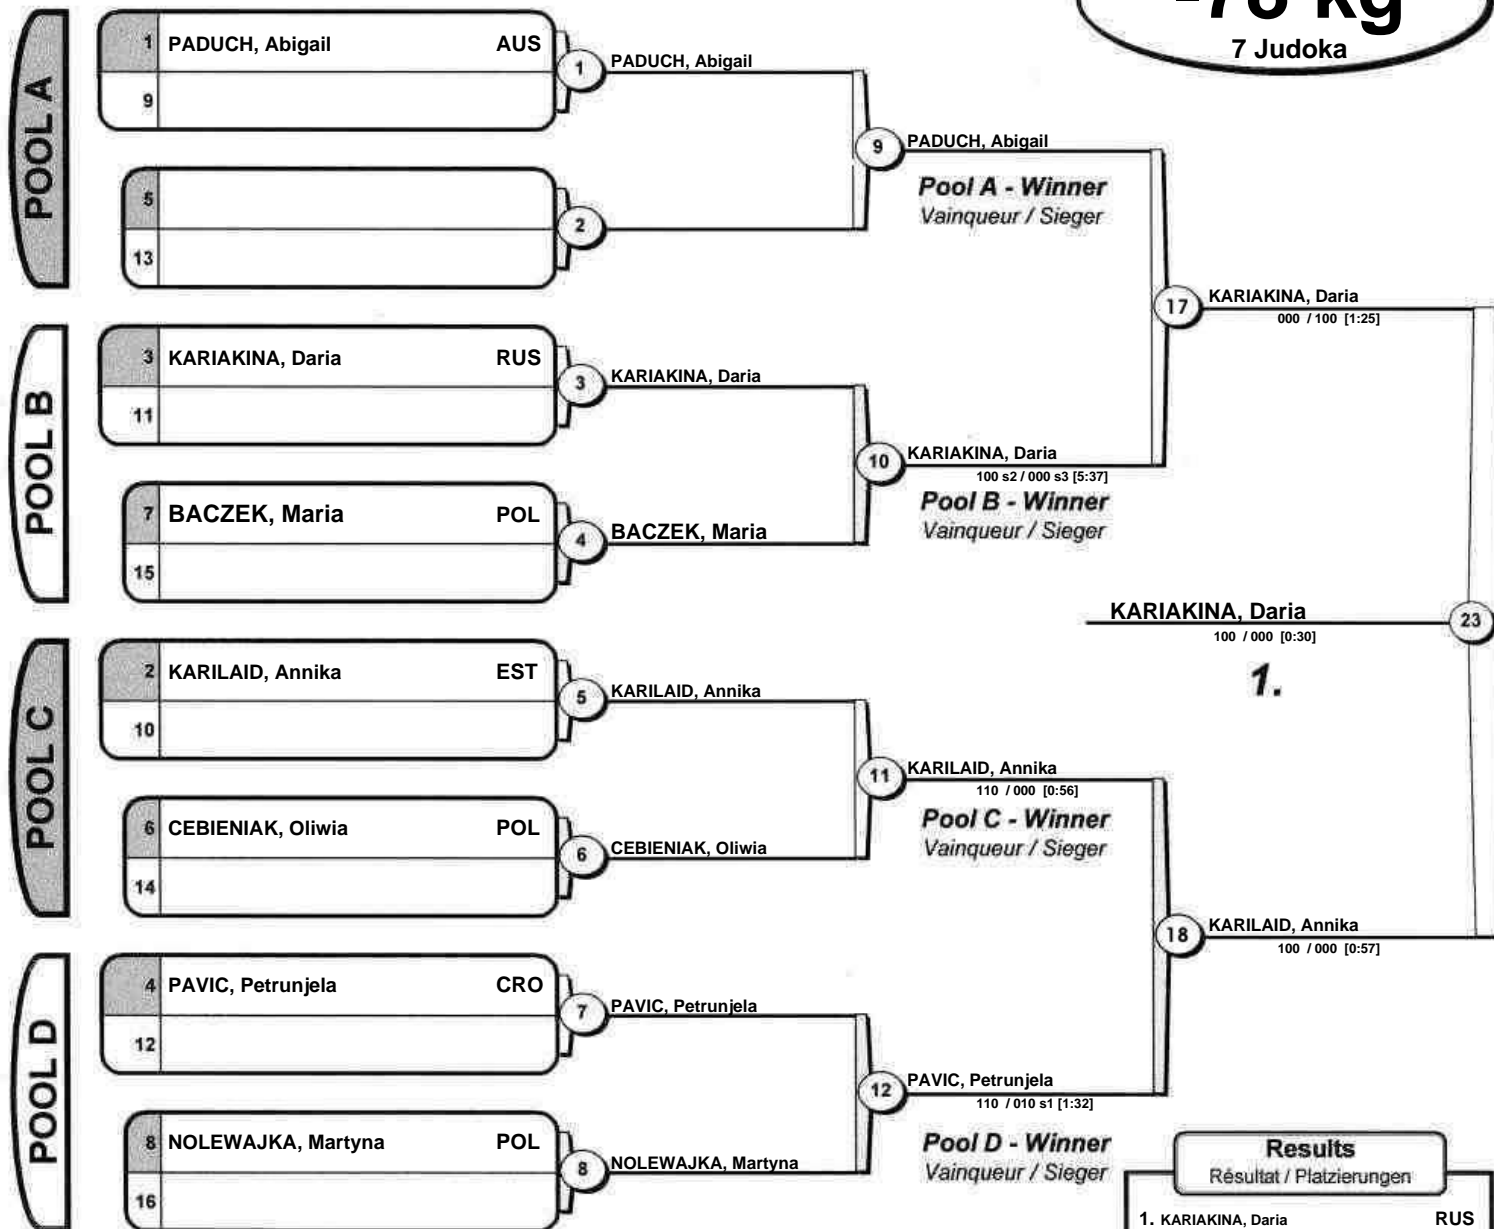 -78 kg
7 Judoka
POOL A
1 PADUCH, Abigail AUS
9
5
13
1 PADUCH, Abigail
2
9 PADUCH, Abigail
Pool A - Winner
Vainqueur / Sieger
POOL B
3 KARIAKINA, Daria RUS
11
7 BACZEK, Maria POL
15
3 KARIAKINA, Daria
4 BACZEK, Maria
10 KARIAKINA, Daria
100 s2 / 000 s3 [5:37]
Pool B - Winner
Vainqueur / Sieger
17 KARIAKINA, Daria
000 / 100 [1:25]
KARIAKINA, Daria 23
100 / 000 [0:30]
1.
POOL C
2 KARILAID, Annika EST
10
6 CEBIENIAK, Oliwia POL
14
5 KARILAID, Annika
6 CEBIENIAK, Oliwia
11 KARILAID, Annika
110 / 000 [0:56]
Pool C - Winner
Vainqueur / Sieger
18 KARILAID, Annika
100 / 000 [0:57]
POOL D
4 PAVIC, Petrunjela CRO
12
8 NOLEWAJKA, Martyna POL
16
7 PAVIC, Petrunjela
8 NOLEWAJKA, Martyna
12 PAVIC, Petrunjela
110 / 010 s1 [1:32]
Pool D - Winner
Vainqueur / Sieger
Results
Résultat / Platzierungen
1. KARIAKINA, Daria RUS